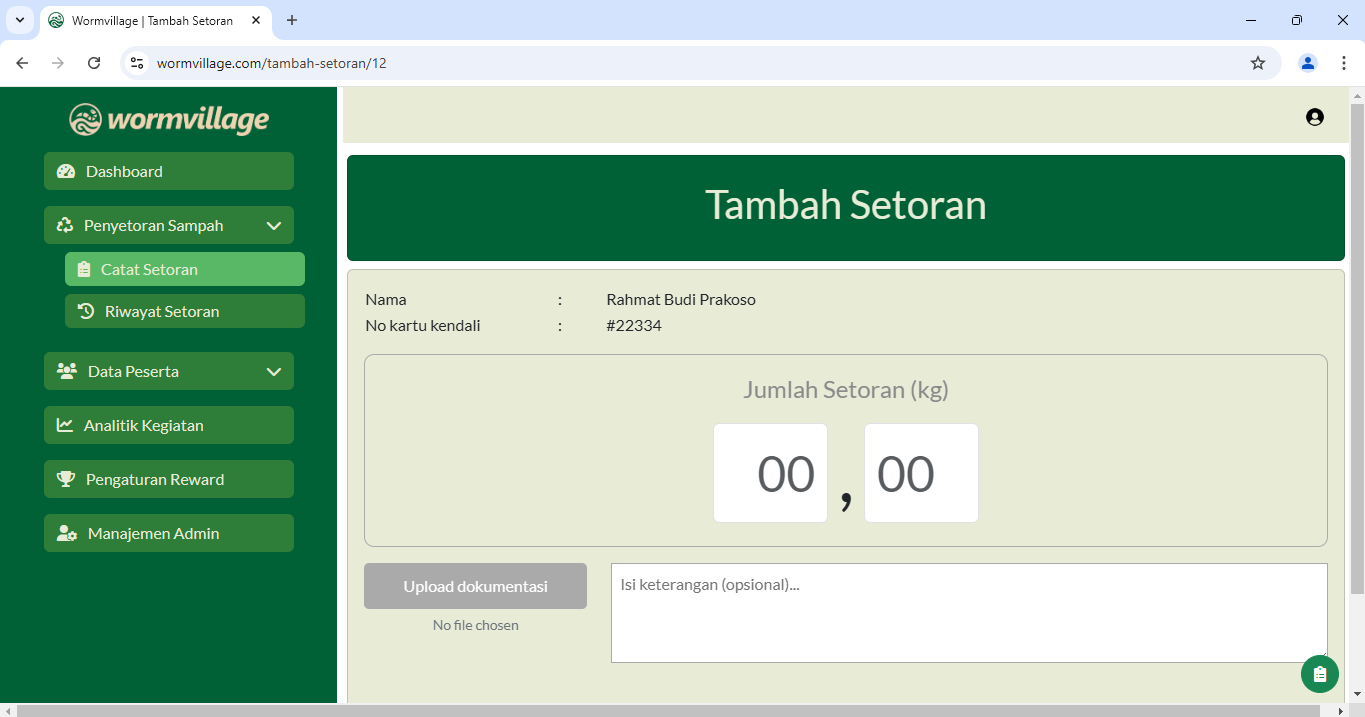 Wormvillage | Tambah Setoran
wormvillage.com/tambah-setoran/12
wormvillage
Dashboard
Penyetoran Sampah
Catat Setoran
Riwayat Setoran
Data Peserta
Analitik Kegiatan
Pengaturan Reward
Manajemen Admin
Tambah Setoran
Nama : Rahmat Budi Prakoso
No kartu kendali : #22334
Jumlah Setoran (kg)
00 , 00
Upload dokumentasi
No file chosen
Isi keterangan (opsional)...